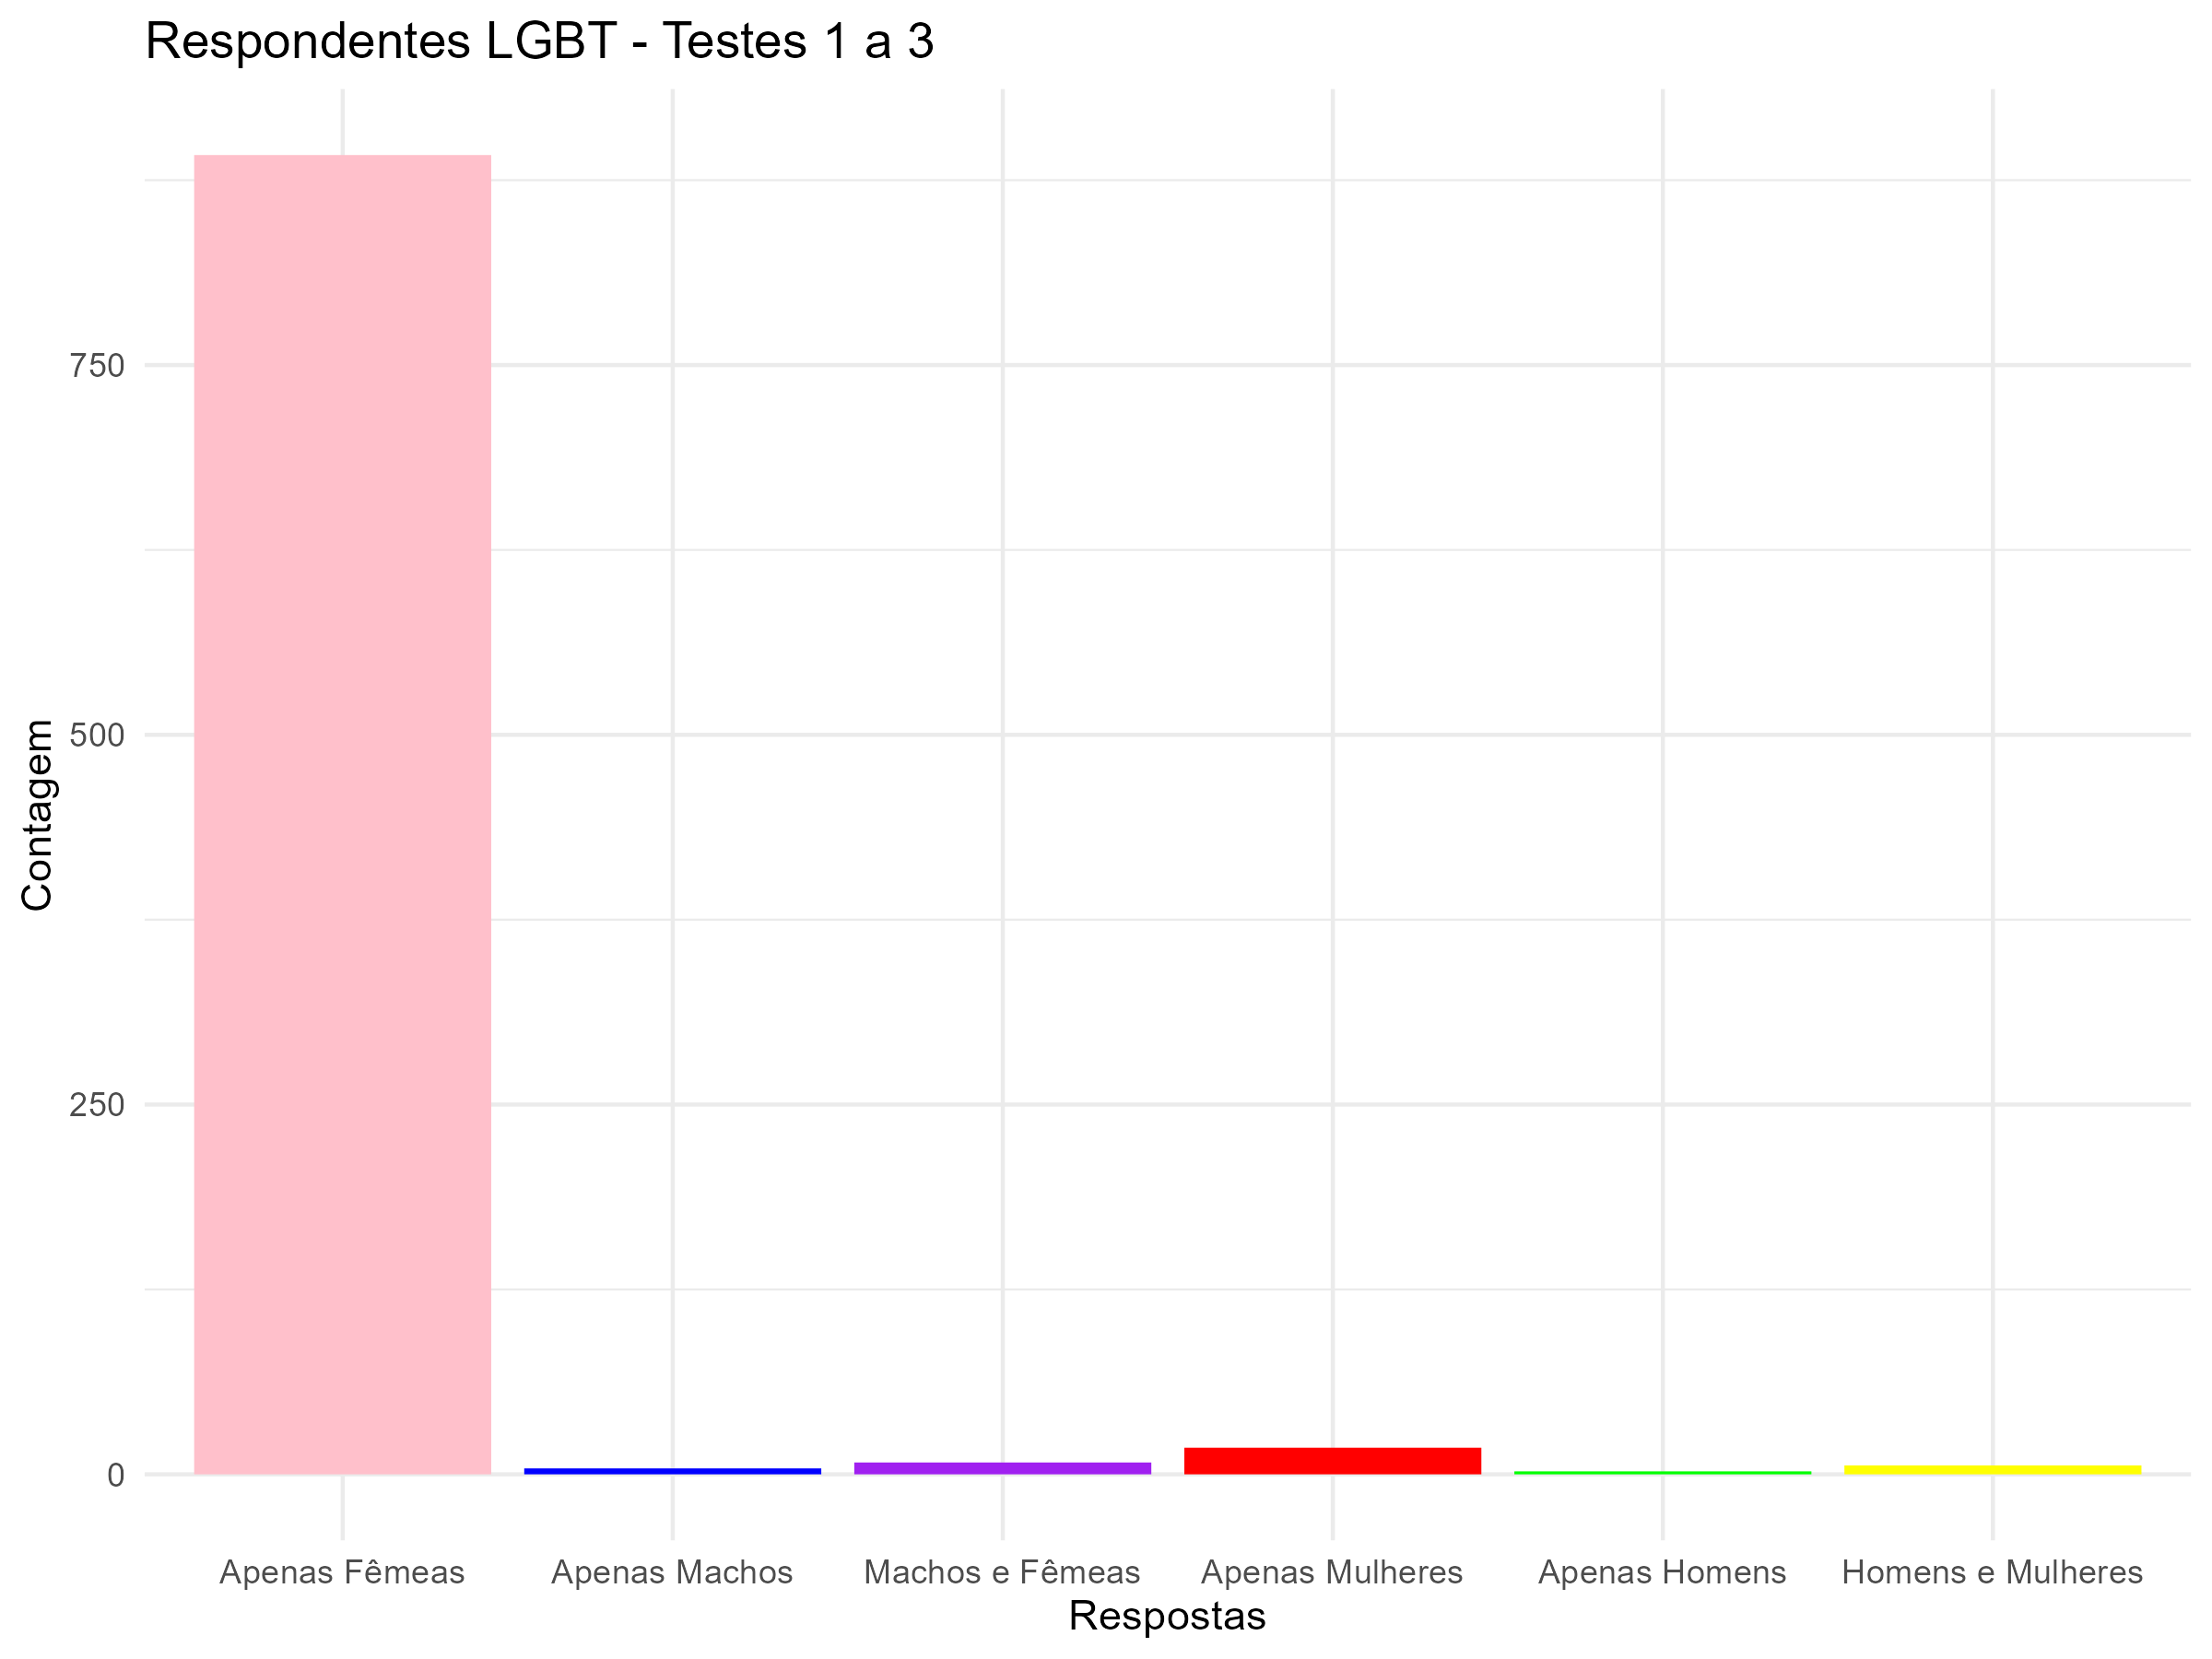 Respondentes LGBT - Testes 1 a 3
Contagem
750
500
250
0
Apenas Fêmeas Apenas Machos Machos e Fêmeas Apenas Mulheres Apenas Homens Homens e Mulheres
Respostas